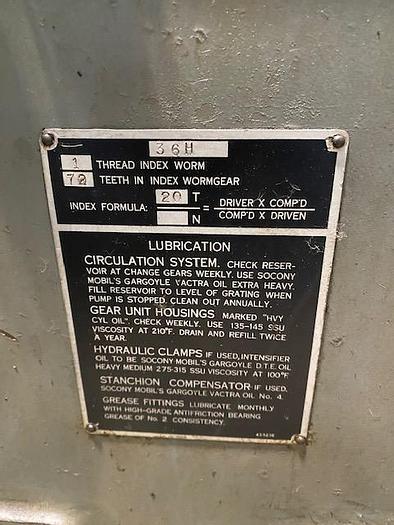 36H
1 THREAD INDEX WORM
72 TEETH IN INDEX WORMGEAR
INDEX FORMULA: 20 T / N = DRIVER X COMP'D / COMP'D X DRIVEN
LUBRICATION
CIRCULATION SYSTEM. CHECK RESER-
VOIR AT CHANGE GEARS WEEKLY. USE SOCONY
MOBIL'S GARGOYLE VACTRA OIL EXTRA HEAVY.
FILL RESERVOIR TO LEVEL OF GRATING WHEN
PUMP IS STOPPED. CLEAN OUT ANNUALLY.
GEAR UNIT HOUSINGS MARKED "HVY
CYL OIL". CHECK WEEKLY. USE 135-145 SSU
VISCOSITY AT 210°F. DRAIN AND REFILL TWICE
A YEAR.
HYDRAULIC CLAMPS IF USED, INTENSIFIER
OIL TO BE SOCONY MOBIL'S GARGOYLE D.T.E. OIL
HEAVY MEDIUM 275-315 SSU VISCOSITY AT 100°F
STANCHION COMPENSATOR IF USED,
SOCONY MOBIL'S GARGOYLE VACTRA OIL No. 4.
GREASE FITTINGS LUBRICATE MONTHLY
WITH HIGH-GRADE ANTIFRICTION BEARING
GREASE OF No. 2 CONSISTENCY.